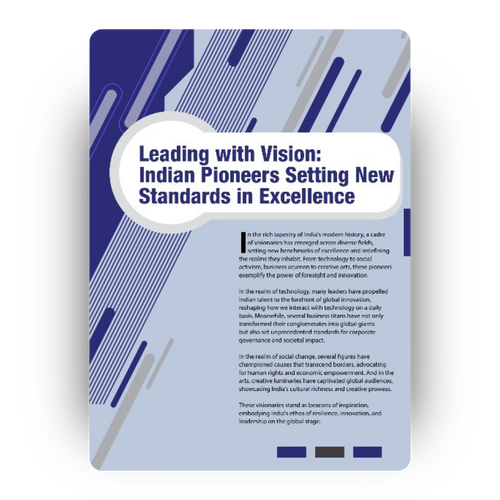 Leading with Vision:
Indian Pioneers Setting New
Standards in Excellence
In the rich tapestry of India's modern history, a cadre
of visionaries has emerged across diverse fields,
setting new benchmarks of excellence and redefining
the realms they inhabit. From technology to social
activism, business acumen to creative arts, these pioneers
exemplify the power of foresight and innovation.
In the realm of technology, many leaders have propelled
Indian talent to the forefront of global innovation,
reshaping how we interact with technology on a daily
basis. Meanwhile, several business titans have not only
transformed their conglomerates into global giants
but also set unprecedented standards for corporate
governance and societal impact.
In the realm of social change, several figures have
championed causes that transcend borders, advocating
for human rights and economic empowerment. And in the
arts, creative luminaries have captivated global audiences,
showcasing India's cultural richness and creative prowess.
These visionaries stand as beacons of inspiration,
embodying India's ethos of resilience, innovation, and
leadership on the global stage.